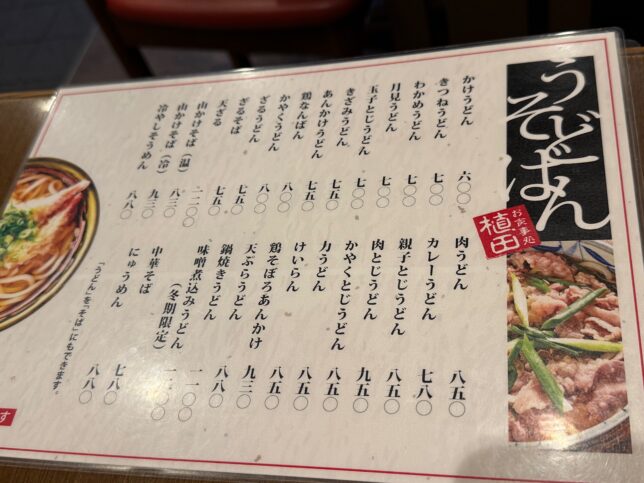 うどん
そば
お食事処
植田
かけうどん 六〇〇
きつねうどん 七〇〇
わかめうどん 七〇〇
月見うどん 七〇〇
玉子とじうどん 七〇〇
きざみうどん 七五〇
あんかけうどん 七五〇
鶏なんばん 八〇〇
かやくうどん 八〇〇
ざるうどん 七五〇
ざるそば 七五〇
天ざる
山かけそば（温） 八三〇
山かけそば（冷） 九三〇
冷やしそうめん 八八〇
肉うどん 八五〇
カレーうどん 七八〇
親子とじうどん 八五〇
肉とじうどん 九五〇
かやくとじうどん 八五〇
力うどん 八五〇
けいらん 八五〇
鶏そぼろあんかけ 九三〇
天ぷらうどん 八八〇
鍋焼きうどん 一一〇〇
味噌煮込みうどん
（冬期限定） 一二〇〇
中華そば 七八〇
にゅうめん 八八〇
「うどん」を「そば」にもできます。
す